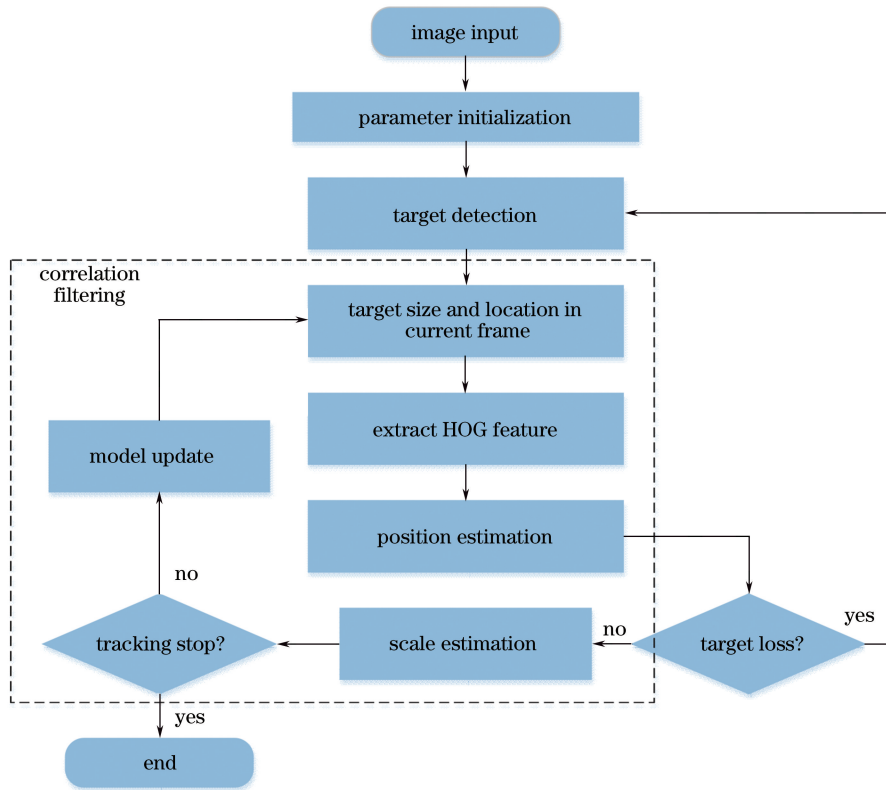 image input
parameter initialization
target detection
correlation
filtering
target size and location in
current frame
extract HOG feature
model update
position estimation
no
tracking stop?
scale estimation
no
target loss?
yes
yes
end